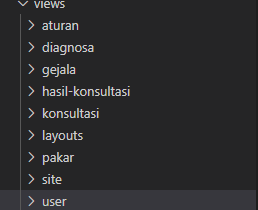 views
aturan
diagnosa
gejala
hasil-konsultasi
konsultasi
layouts
pakar
site
user